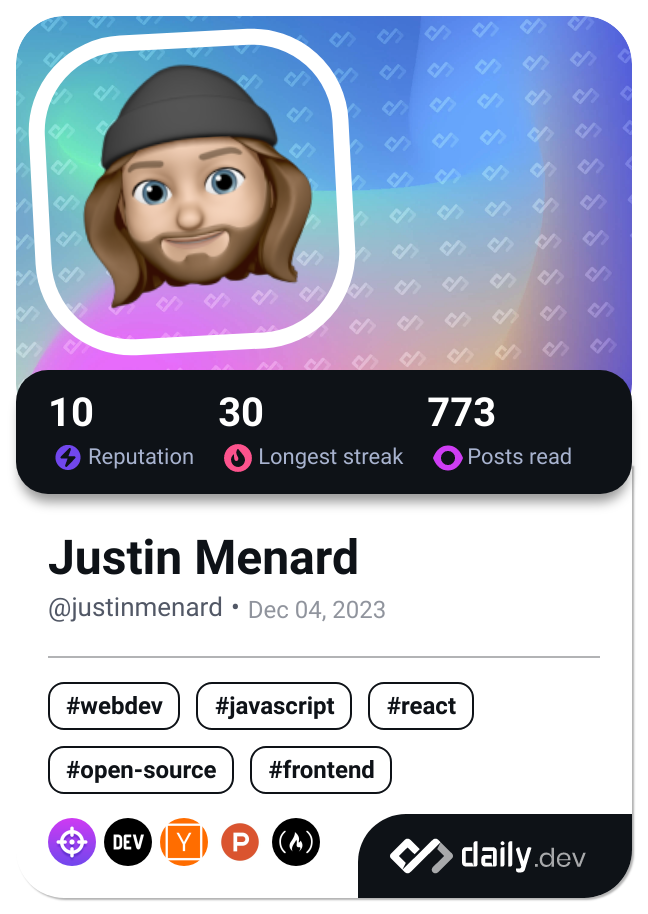 10 30 773
Reputation Longest streak Posts read
Justin Menard
@justinmenard • Dec 04, 2023
#webdev #javascript #react
#open-source #frontend
DEV Y P
daily.dev